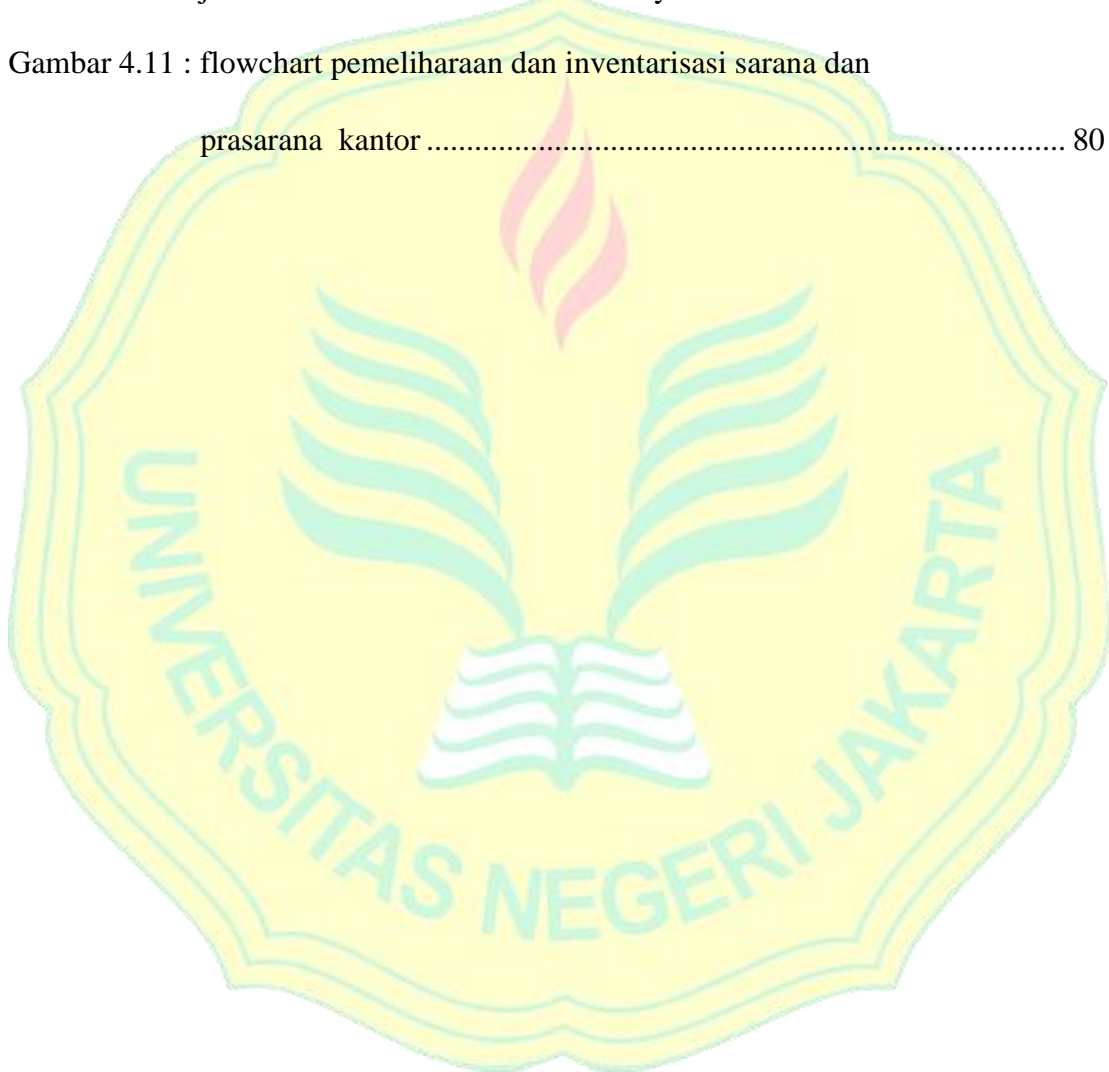 Gambar 4.11 : flowchart pemeliharaan dan inventarisasi sarana dan
prasarana kantor ................................................................................ 80
UNIVERSITAS NEGERI JAKARTA